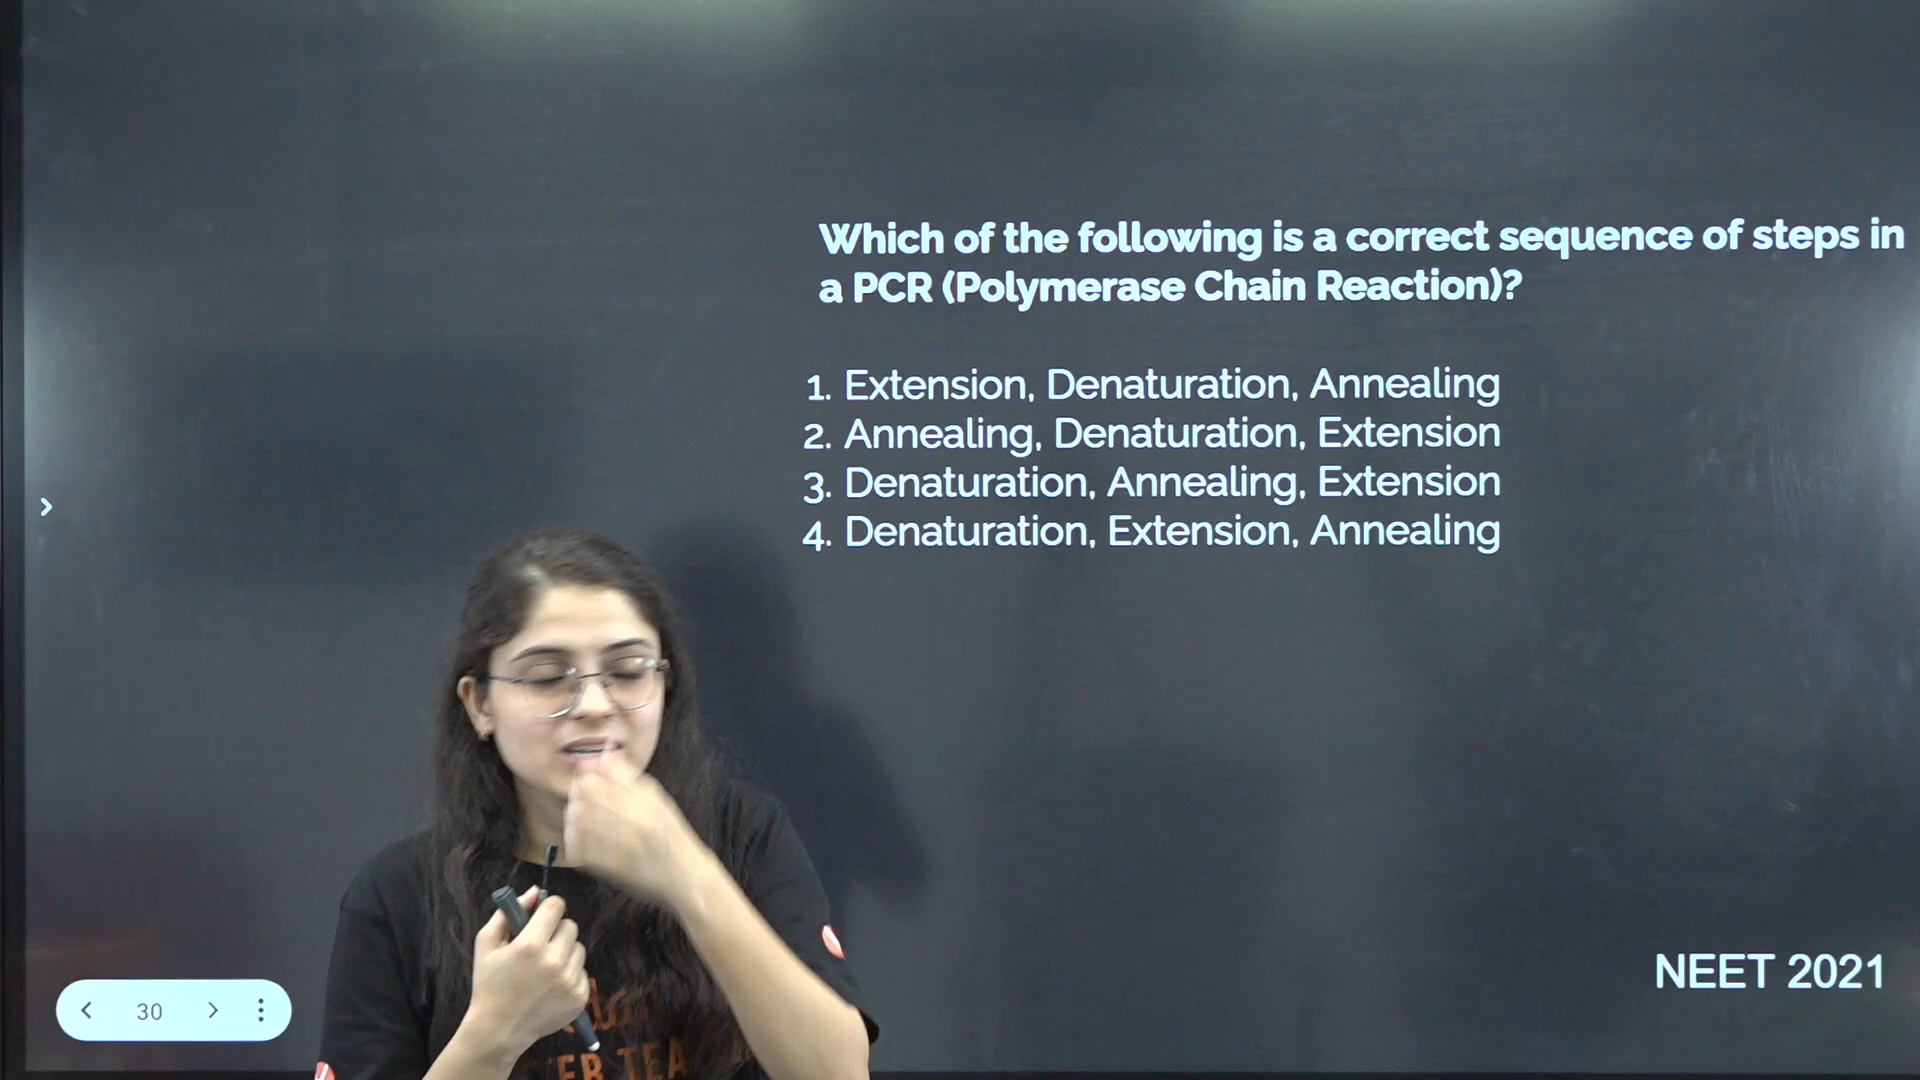 Which of the following is a correct sequence of steps in
a PCR (Polymerase Chain Reaction)?
1. Extension, Denaturation, Annealing
2. Annealing, Denaturation, Extension
3. Denaturation, Annealing, Extension
4. Denaturation, Extension, Annealing
NEET 2021
30